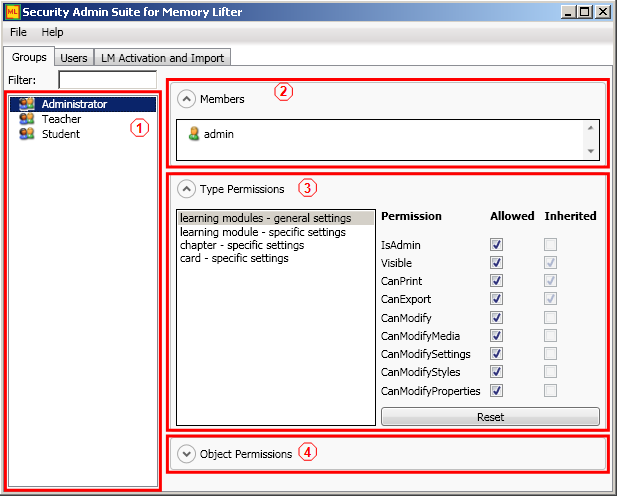 ML Security Admin Suite for Memory Lifter
File Help
Groups Users LM Activation and Import
Filter:
Administrator
Teacher
Student
1
Members 2
admin
Type Permissions 3
learning modules - general settings
learning module - specific settings
chapter - specific settings
card - specific settings
Permission Allowed Inherited
IsAdmin
Visible
CanPrint
CanExport
CanModify
CanModifyMedia
CanModifySettings
CanModifyStyles
CanModifyProperties
Reset
Object Permissions 4